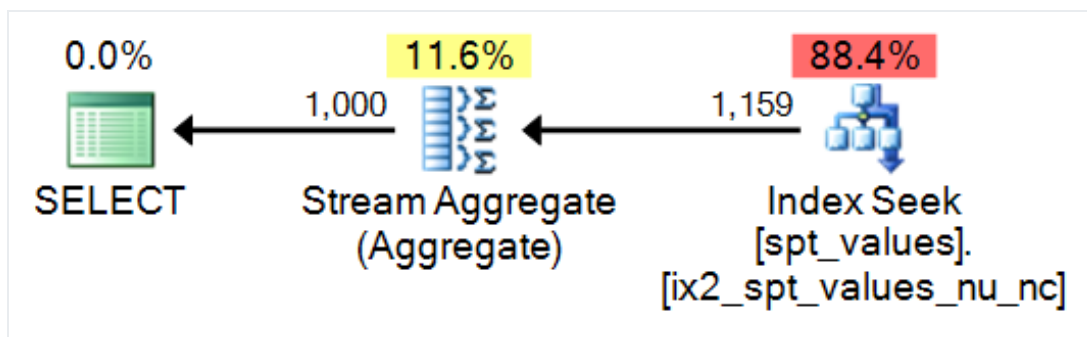 0.0% 11.6% 88.4%
1,000 1,159
SELECT Stream Aggregate Index Seek
(Aggregate) [spt_values].
[ix2_spt_values_nu_nc]